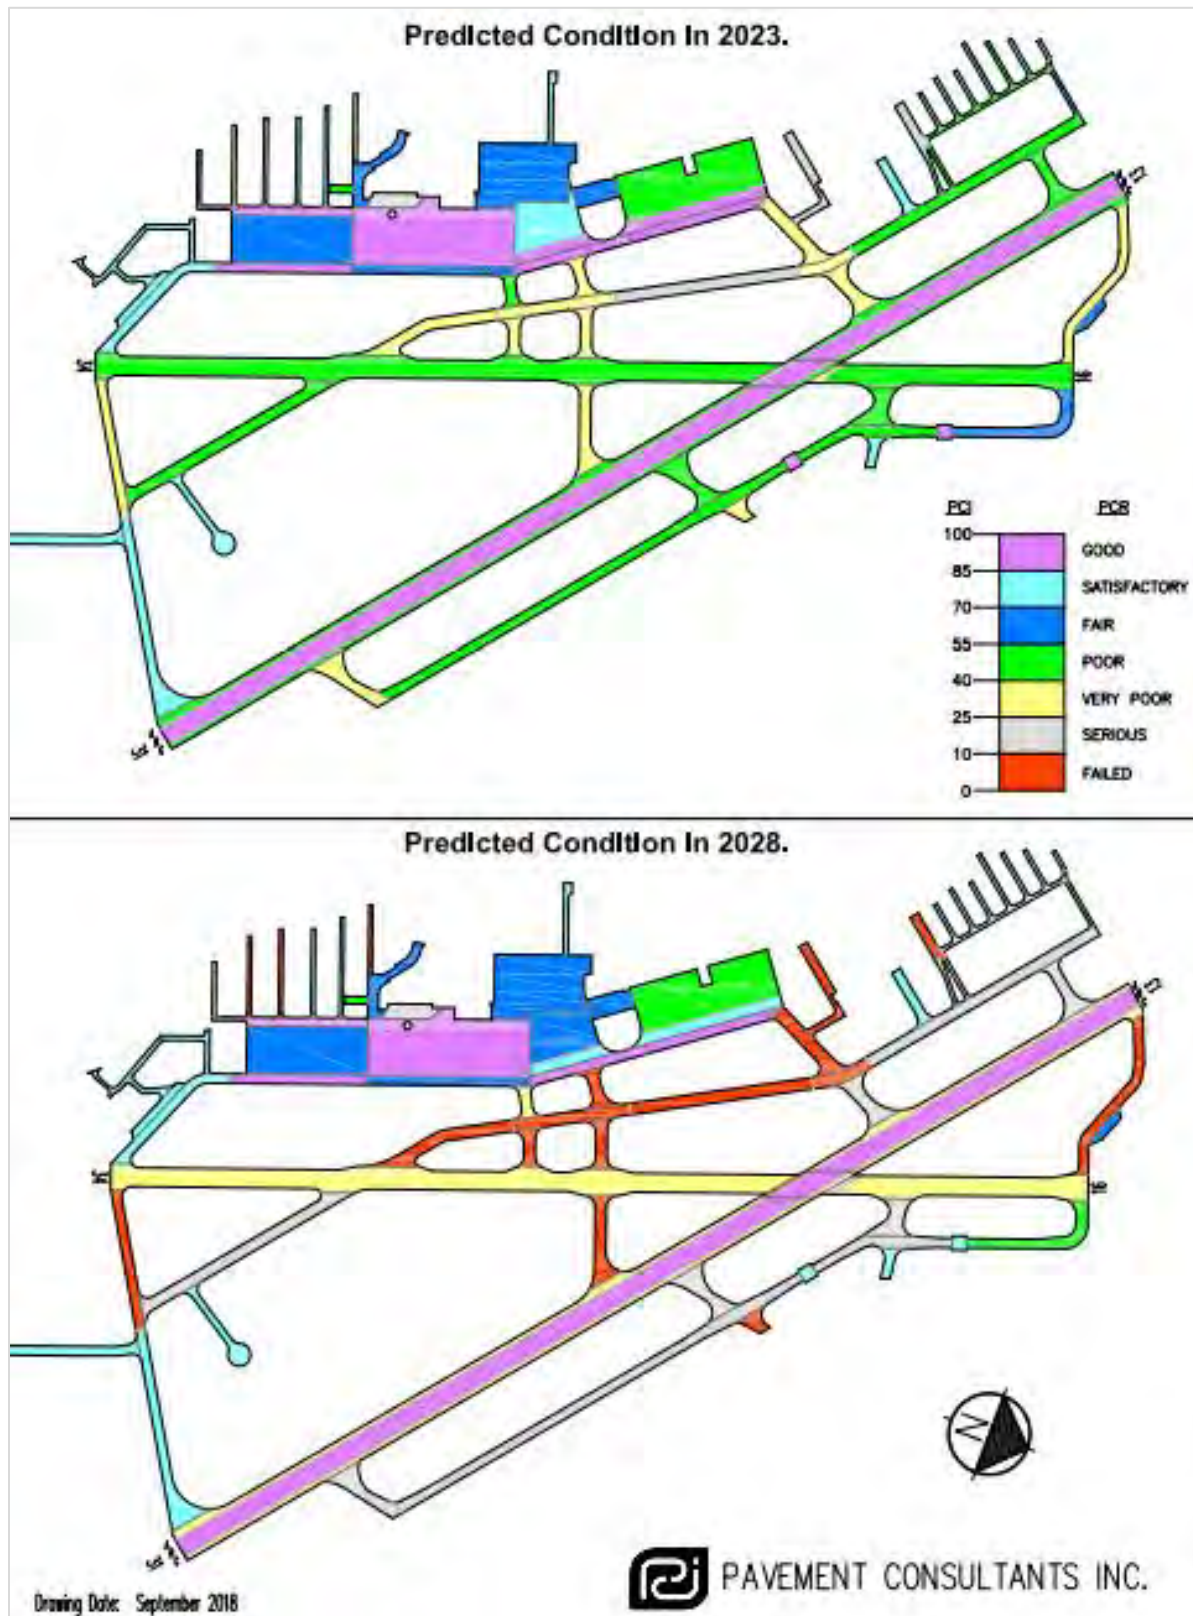 Predicted Condition In 2023.
PCI PCR
100
GOOD
85
SATISFACTORY
70
FAIR
55
POOR
40
VERY POOR
25
SERIOUS
10
FAILED
0
Predicted Condition In 2028.
N
PAVEMENT CONSULTANTS INC.
Drawing Date: September 2018